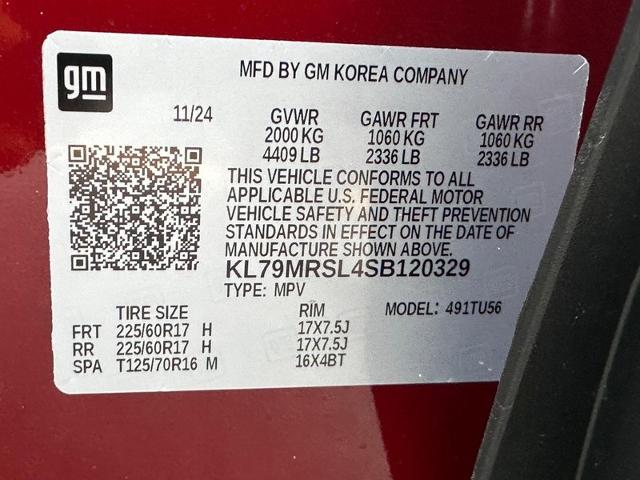 gm
MFD BY GM KOREA COMPANY
11/24 GVWR GAWR FRT GAWR RR
2000 KG 1060 KG 1060 KG
4409 LB 2336 LB 2336 LB
THIS VEHICLE CONFORMS TO ALL
APPLICABLE U.S. FEDERAL MOTOR
VEHICLE SAFETY AND THEFT PREVENTION
STANDARDS IN EFFECT ON THE DATE OF
MANUFACTURE SHOWN ABOVE.
KL79MRSL4SB120329
TYPE: MPV MODEL: 491TU56
TIRE SIZE RIM
FRT 225/60R17 H 17X7.5J
RR 225/60R17 H 17X7.5J
SPA T125/70R16 M 16X4BT